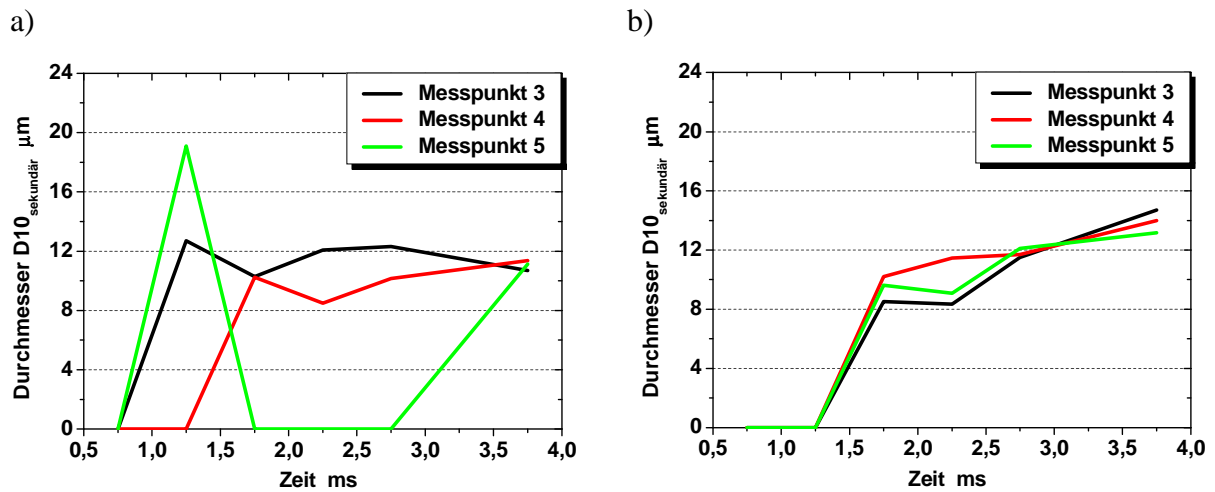 a)
24
20
16
12
8
4
0
Durchmesser D10sekundär μm
Messpunkt 3
Messpunkt 4
Messpunkt 5
0,5 1,0 1,5 2,0 2,5 3,0 3,5 4,0
Zeit ms
b)
24
20
16
12
8
4
0
Durchmesser D10sekundär μm
Messpunkt 3
Messpunkt 4
Messpunkt 5
0,5 1,0 1,5 2,0 2,5 3,0 3,5 4,0
Zeit ms